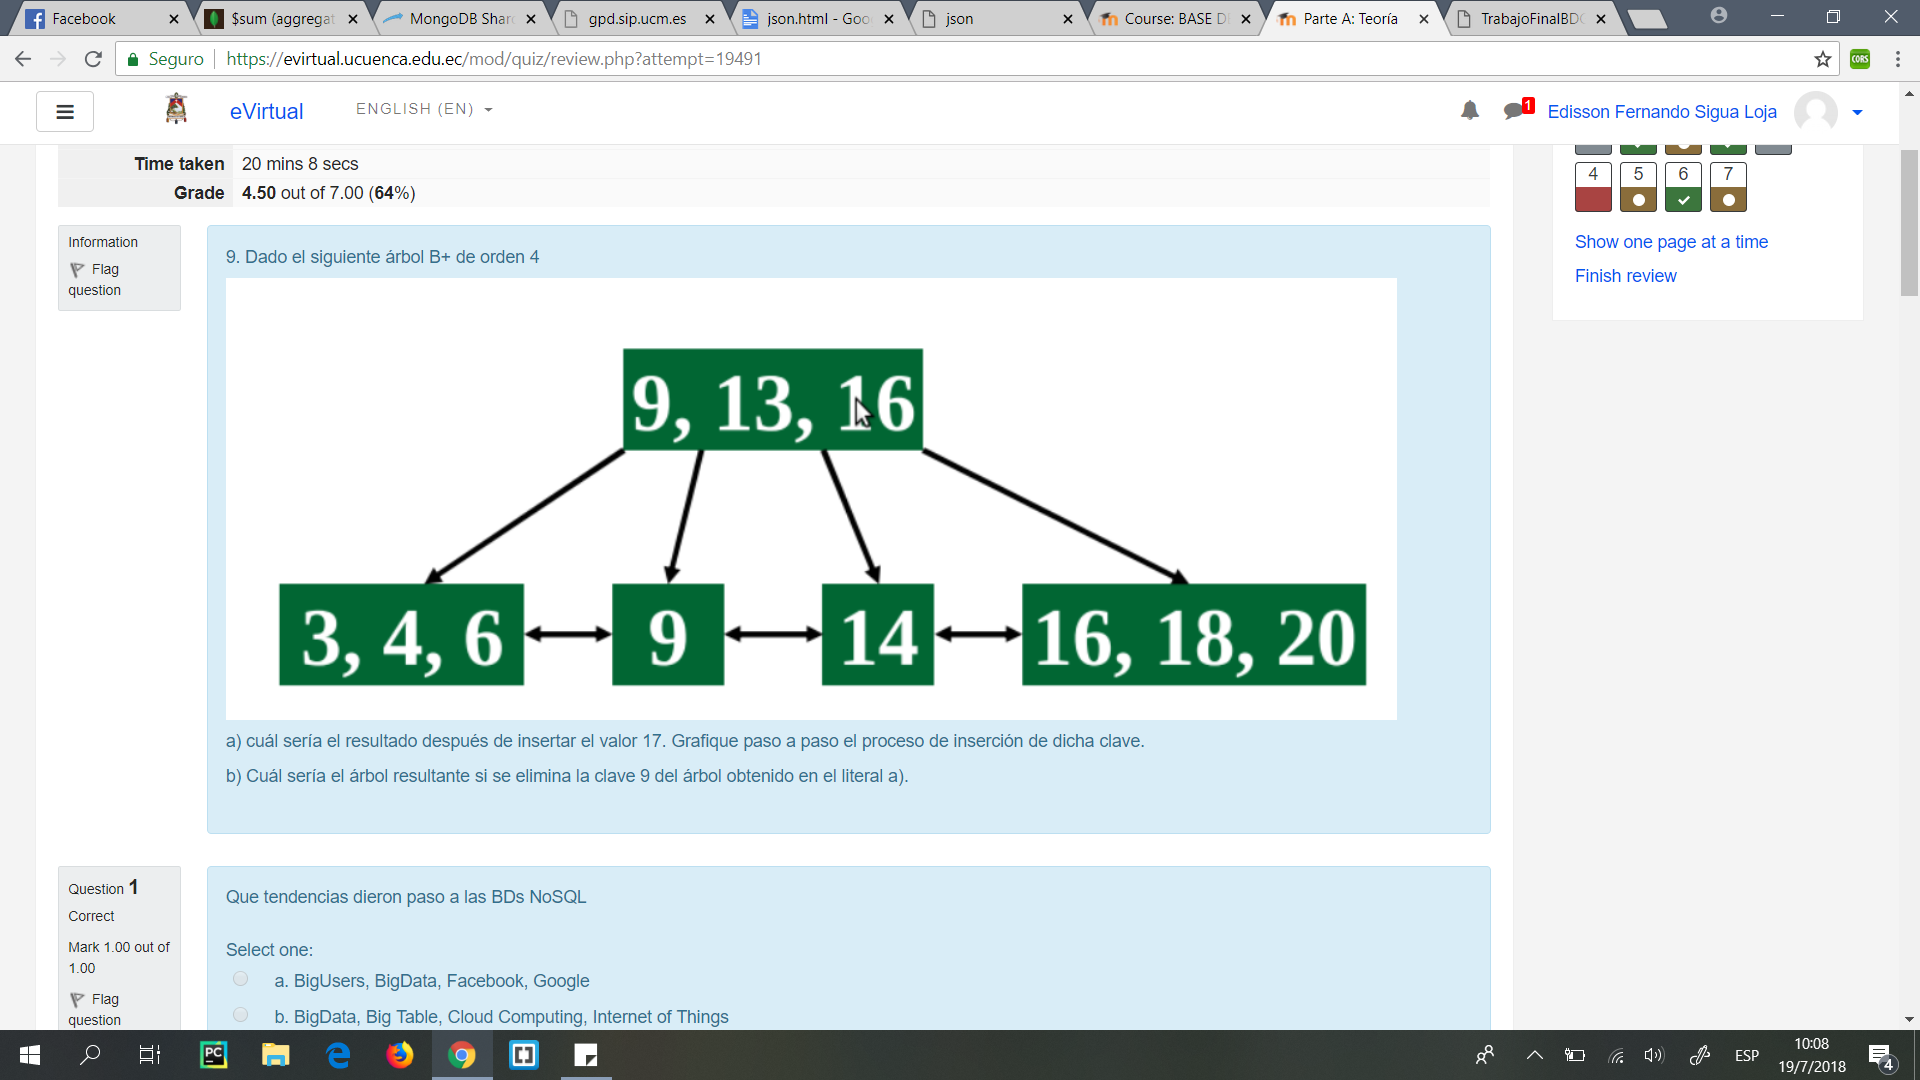 Facebook
$sum (aggregat
MongoDB Shar
gpd.sip.ucm.es
json.html - Goo
json
Course: BASE D
Parte A: Teoría
TrabajoFinalBD
Seguro
https://evirtual.ucuenca.edu.ec/mod/quiz/review.php?attempt=19491
CORS
eVirtual
ENGLISH (EN)
1
Edisson Fernando Sigua Loja
Time taken 20 mins 8 secs
Grade 4.50 out of 7.00 (64%)
4 5 6 7
Show one page at a time
Finish review
Information
Flag
question
9. Dado el siguiente árbol B+ de orden 4
9, 13, 16
3, 4, 6
9
14
16, 18, 20
a) cuál sería el resultado después de insertar el valor 17. Grafique paso a paso el proceso de inserción de dicha clave.
b) Cuál sería el árbol resultante si se elimina la clave 9 del árbol obtenido en el literal a).
Question 1
Correct
Mark 1.00 out of
1.00
Flag
question
Que tendencias dieron paso a las BDs NoSQL
Select one:
a. BigUsers, BigData, Facebook, Google
b. BigData, Big Table, Cloud Computing, Internet of Things
PC
ESP
10:08
19/7/2018
4